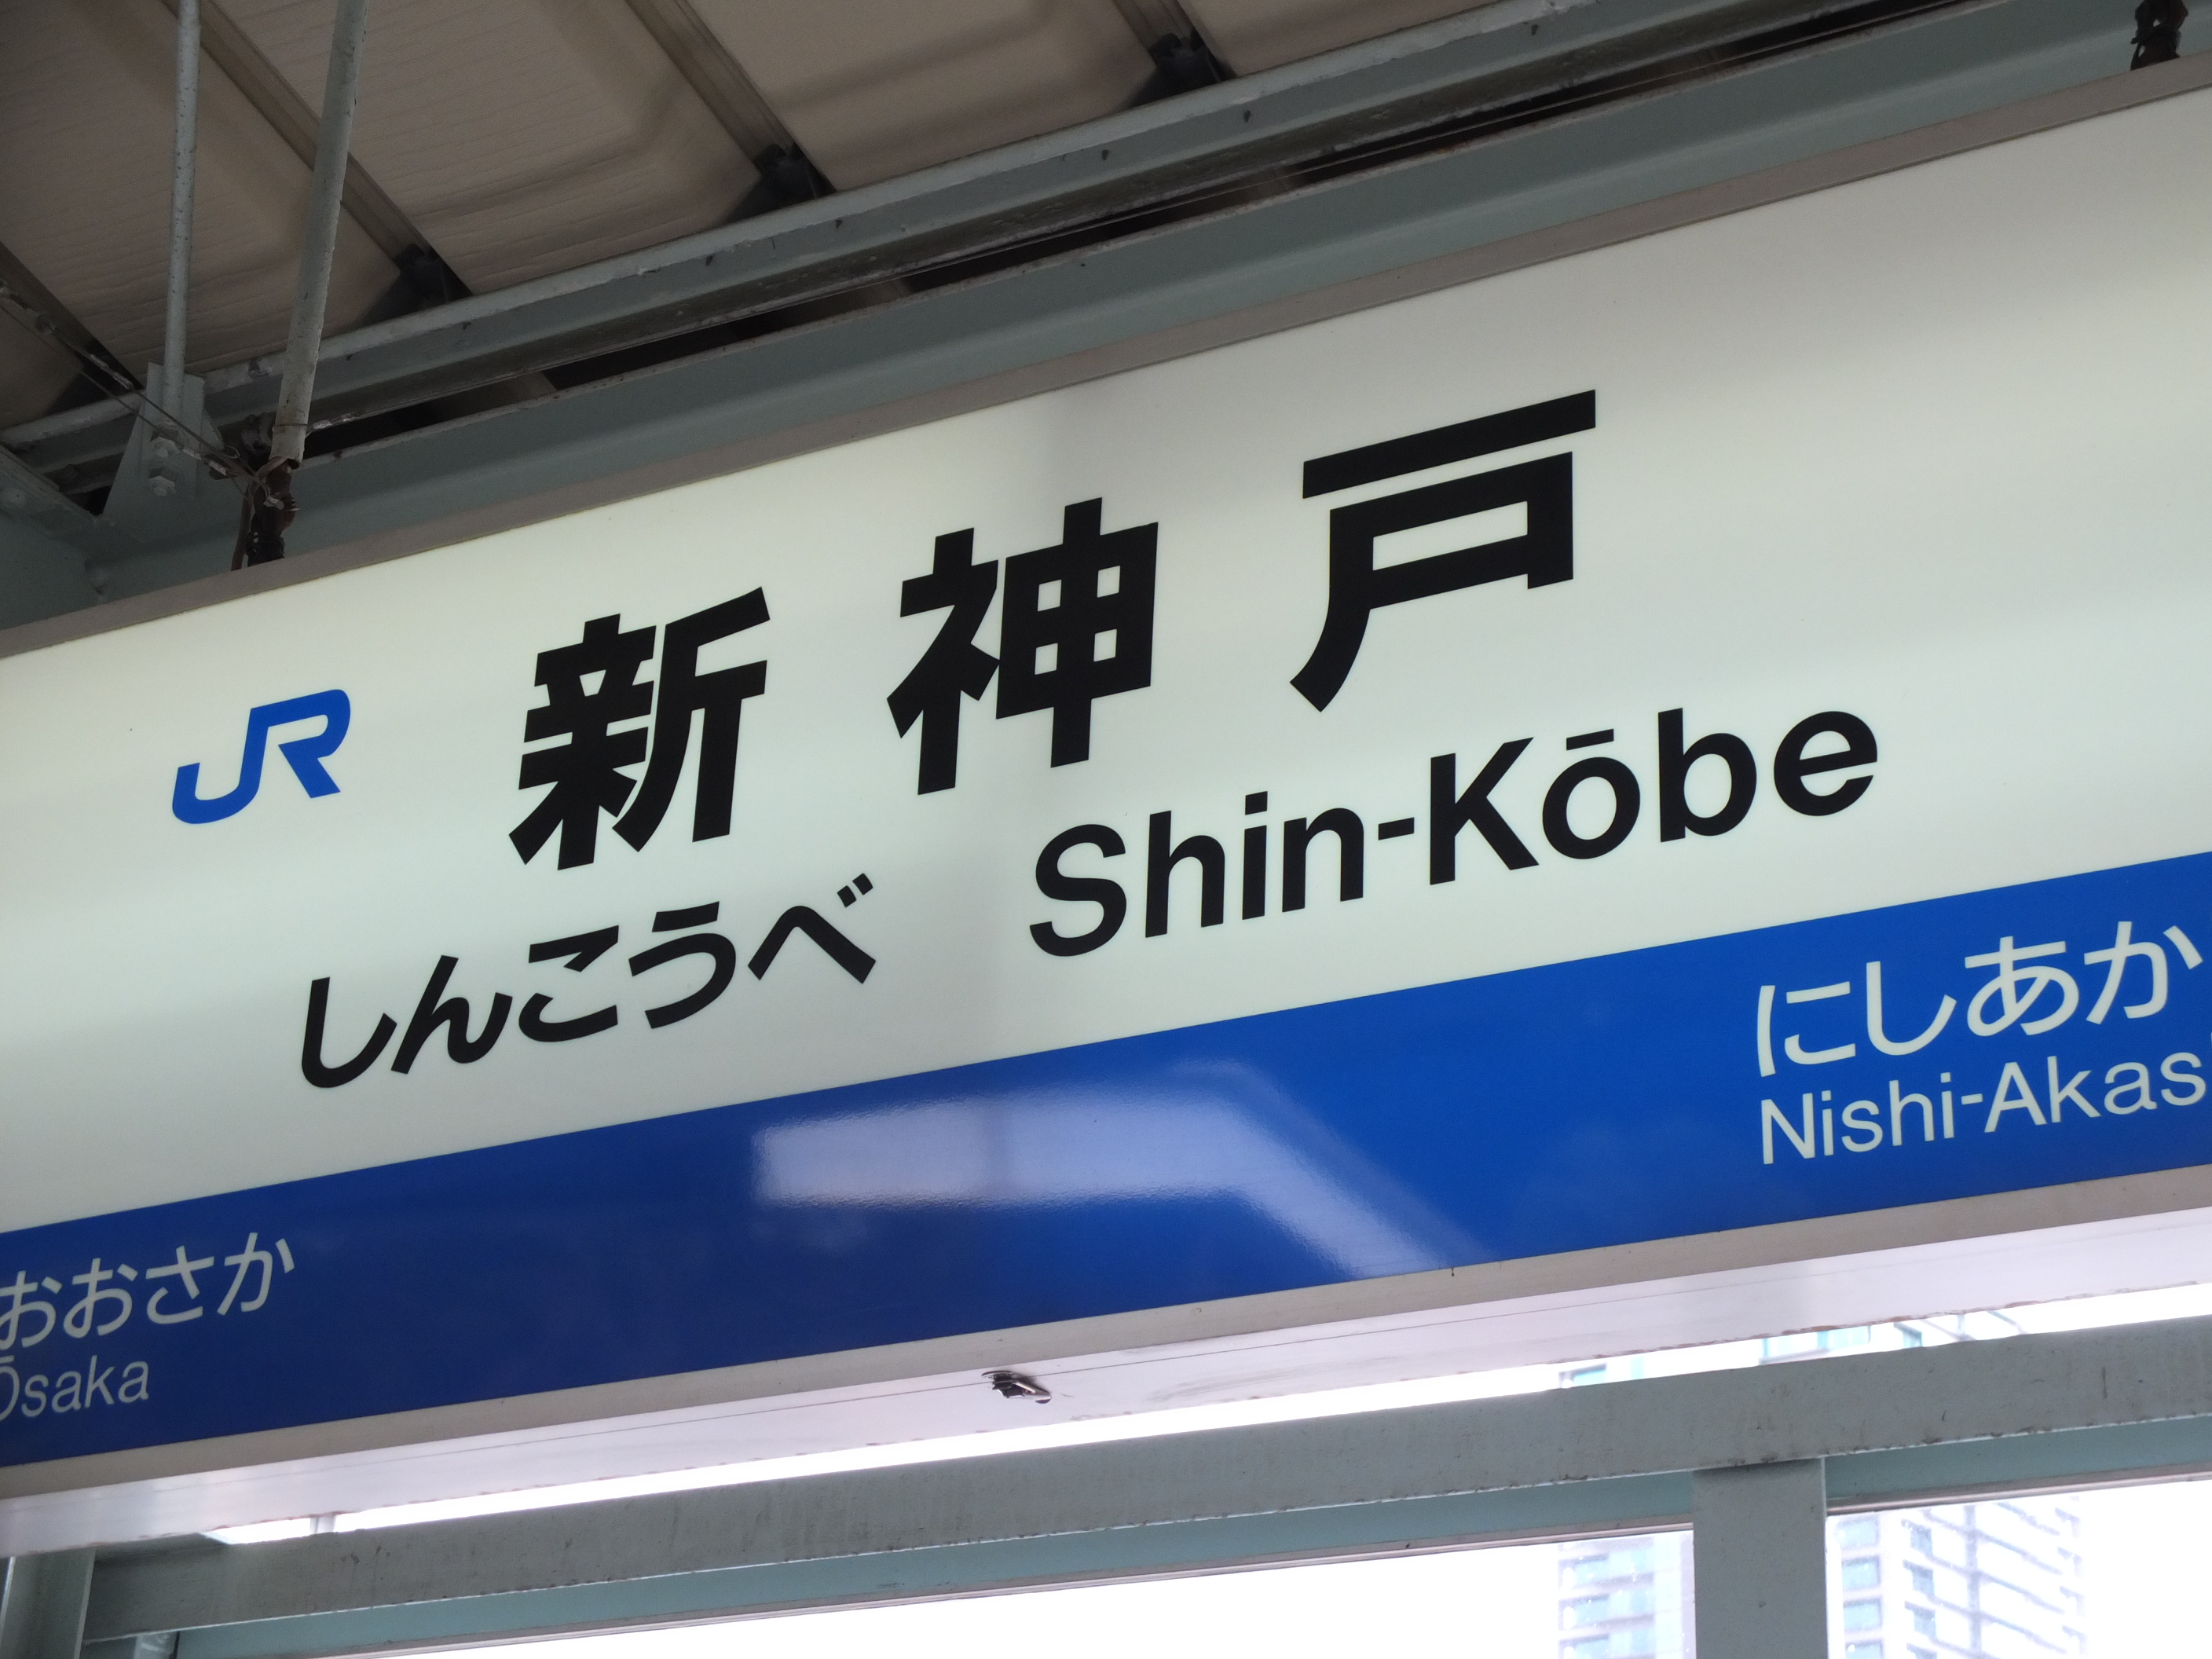 JR
新神戸
しんこうべ Shin-Kōbe
にしあか
Nishi-Akas
おおさか
Ōsaka